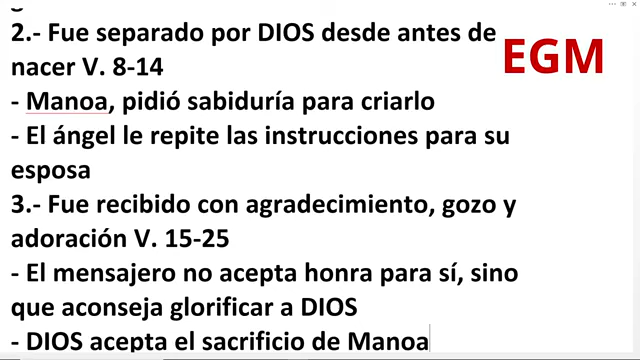 2.- Fue separado por DIOS desde antes de
nacer V. 8-14
EGM
- Manoa, pidió sabiduría para criarlo
- El ángel le repite las instrucciones para su
esposa
3.- Fue recibido con agradecimiento, gozo y
adoración V. 15-25
- El mensajero no acepta honra para sí, sino
que aconseja glorificar a DIOS
- DIOS acepta el sacrificio de Manoa